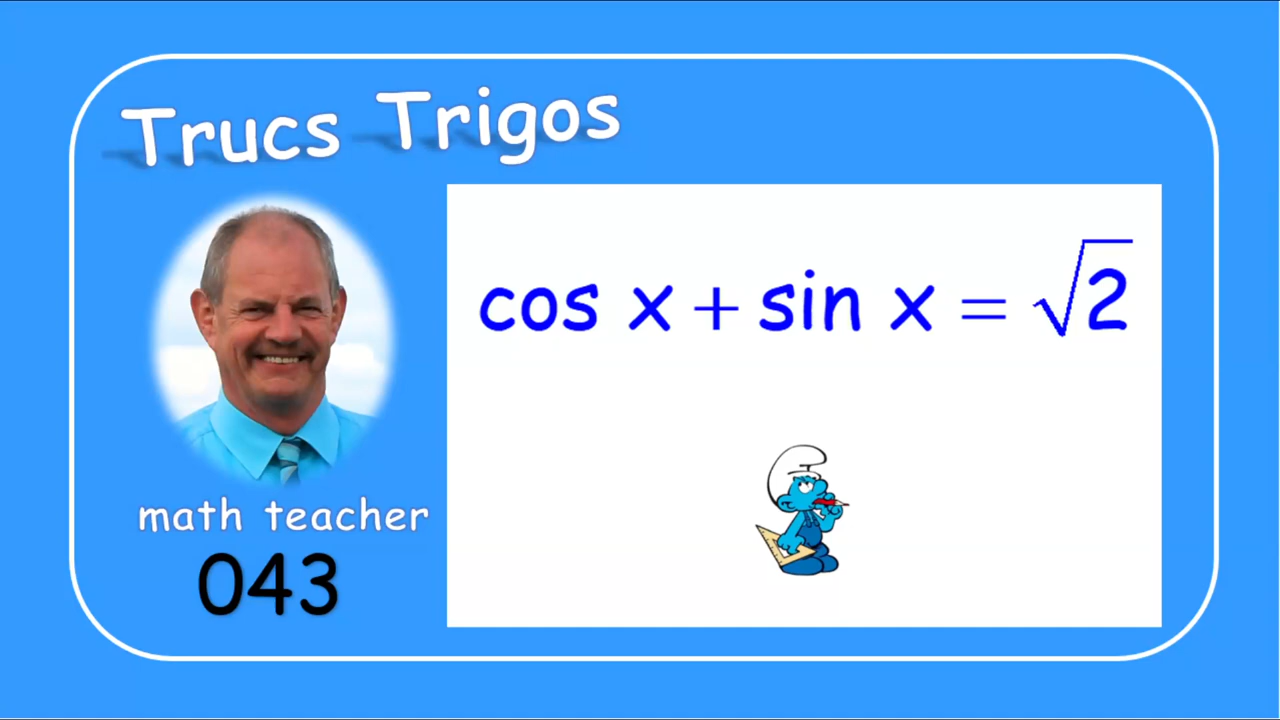 Trucs Trigos
cos x + sin x = √2
math teacher
043